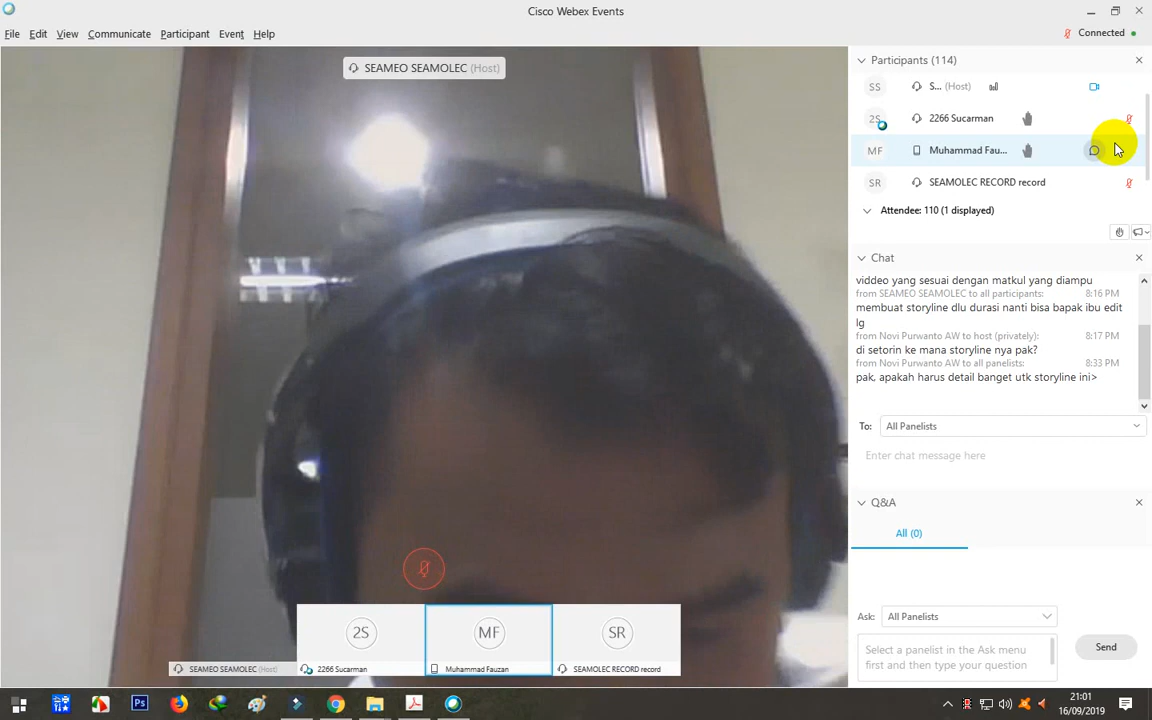 Cisco Webex Events
File Edit View Communicate Participant Event Help
Connected
SEAMEO SEAMOLEC (Host)
Participants (114)
SS S... (Host)
2S 2266 Sucarman
MF Muhammad Fau...
SR SEAMOLEC RECORD record
Attendee: 110 (1 displayed)
Chat
viddeo yang sesuai dengan matkul yang diampu
from SEAMEO SEAMOLEC to all participants: 8:16 PM
membuat storyline dlu durasi nanti bisa bapak ibu edit
lg
from Novi Purwanto AW to host (privately): 8:17 PM
di setorin ke mana storyline nya pak?
from Novi Purwanto AW to all panelists: 8:33 PM
pak, apakah harus detail banget utk storyline ini>
To: All Panelists
Enter chat message here
Q&A
All (0)
Ask: All Panelists
Select a panelist in the Ask menu
first and then type your question
Send
2S MF SR
SEAMEO SEAMOLEC (Host) 2266 Sucarman Muhammad Fauzan SEAMOLEC RECORD record
Ps
21:01
16/09/2019